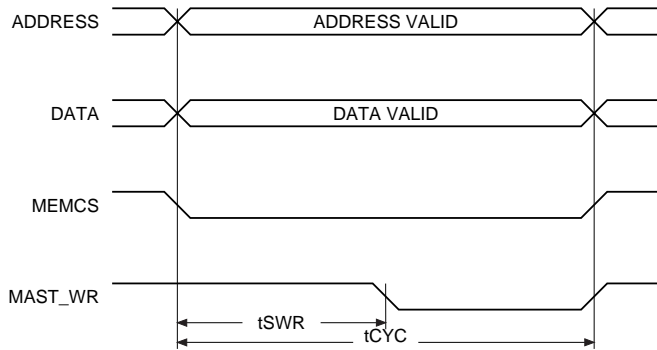 ADDRESS ADDRESS VALID
DATA DATA VALID
MEMCS
MAST_WR
tSWR
tCYC